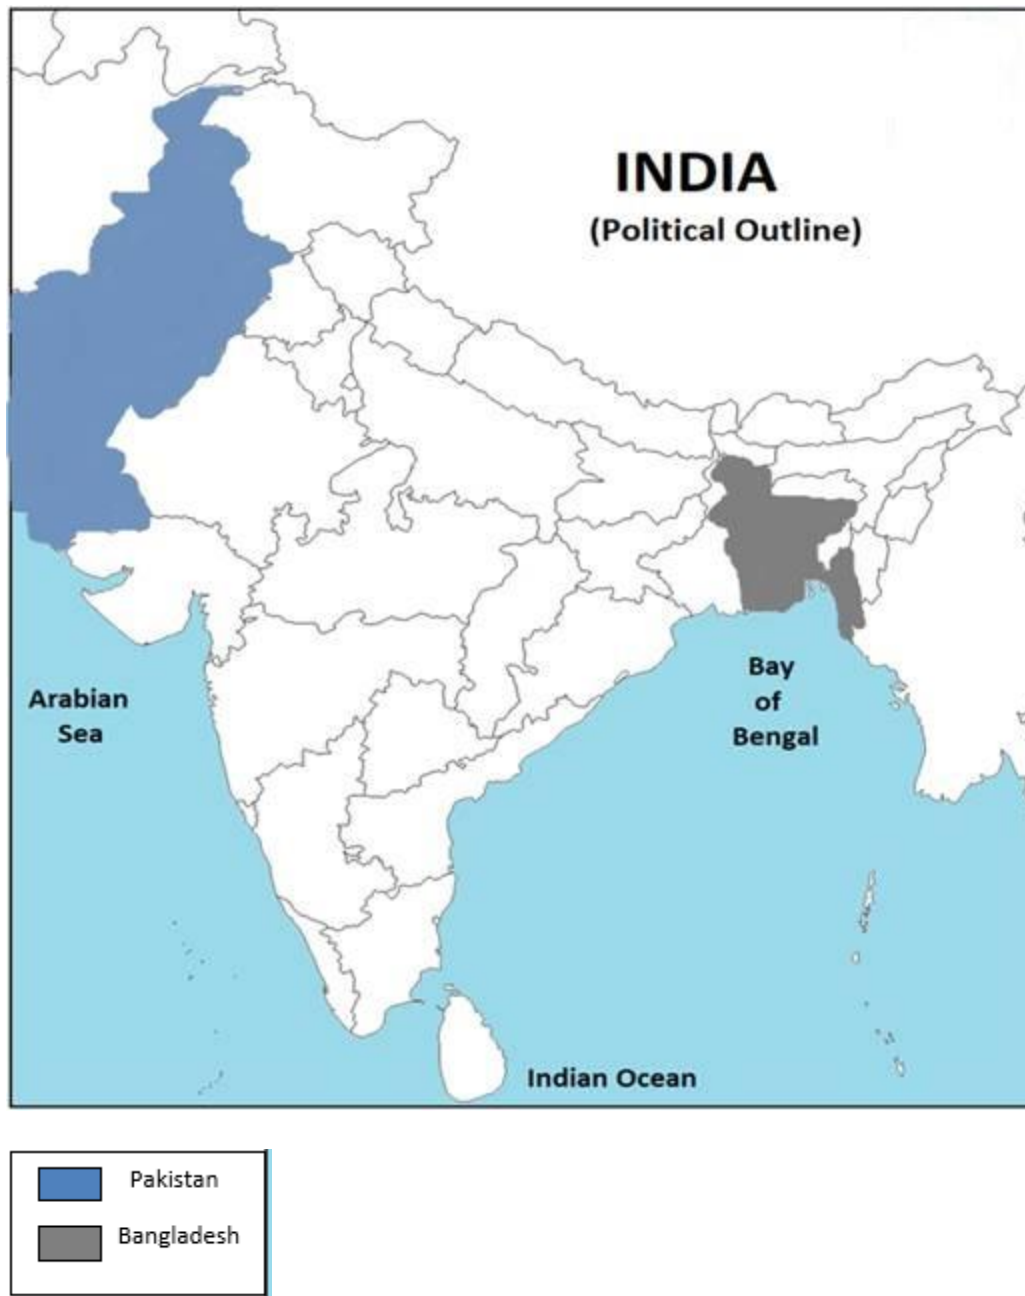 INDIA
(Political Outline)
Arabian
Sea
Bay
of
Bengal
Indian Ocean
Pakistan
Bangladesh